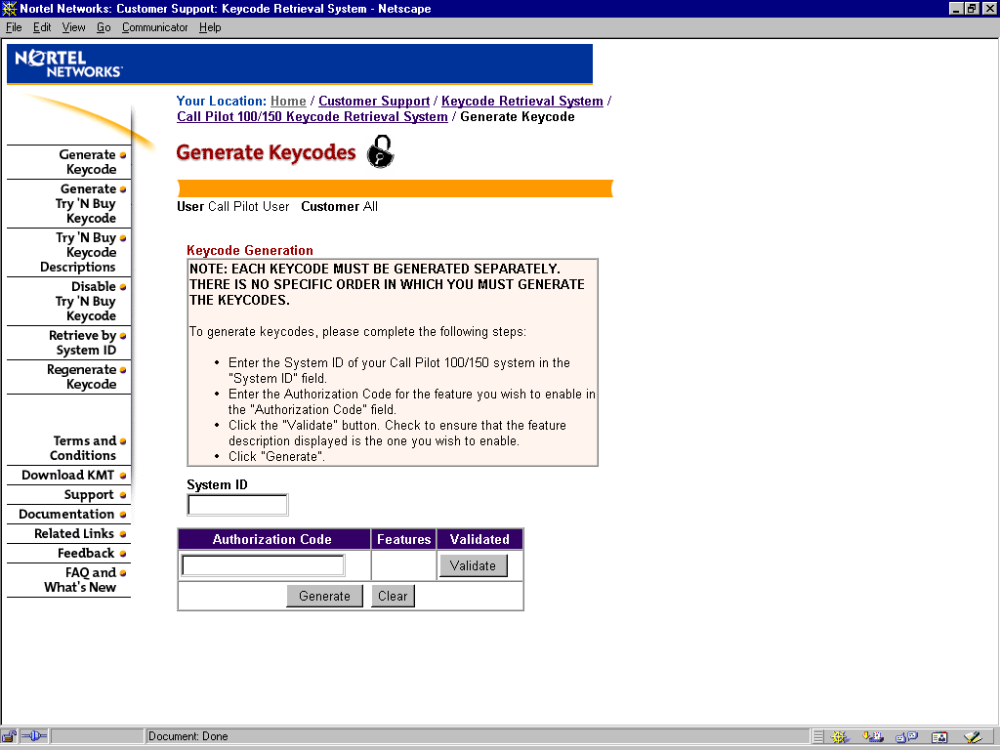 Nortel Networks: Customer Support: Keycode Retrieval System - Netscape
File Edit View Go Communicator Help
NORTEL
NETWORKS
Your Location: Home / Customer Support / Keycode Retrieval System /
Call Pilot 100/150 Keycode Retrieval System / Generate Keycode
Generate Keycodes
User Call Pilot User Customer All
Generate
Keycode
Generate
Try 'N Buy
Keycode
Try 'N Buy
Keycode
Descriptions
Disable
Try 'N Buy
Keycode
Retrieve by
System ID
Regenerate
Keycode
Terms and
Conditions
Download KMT
Support
Documentation
Related Links
Feedback
FAQ and
What's New
Keycode Generation
NOTE: EACH KEYCODE MUST BE GENERATED SEPARATELY.
THERE IS NO SPECIFIC ORDER IN WHICH YOU MUST GENERATE
THE KEYCODES.
To generate keycodes, please complete the following steps:
• Enter the System ID of your Call Pilot 100/150 system in the
"System ID" field.
• Enter the Authorization Code for the feature you wish to enable in
the "Authorization Code" field.
• Click the "Validate" button. Check to ensure that the feature
description displayed is the one you wish to enable.
• Click "Generate".
System ID
Authorization Code Features Validated
Validate
Generate Clear
Document: Done